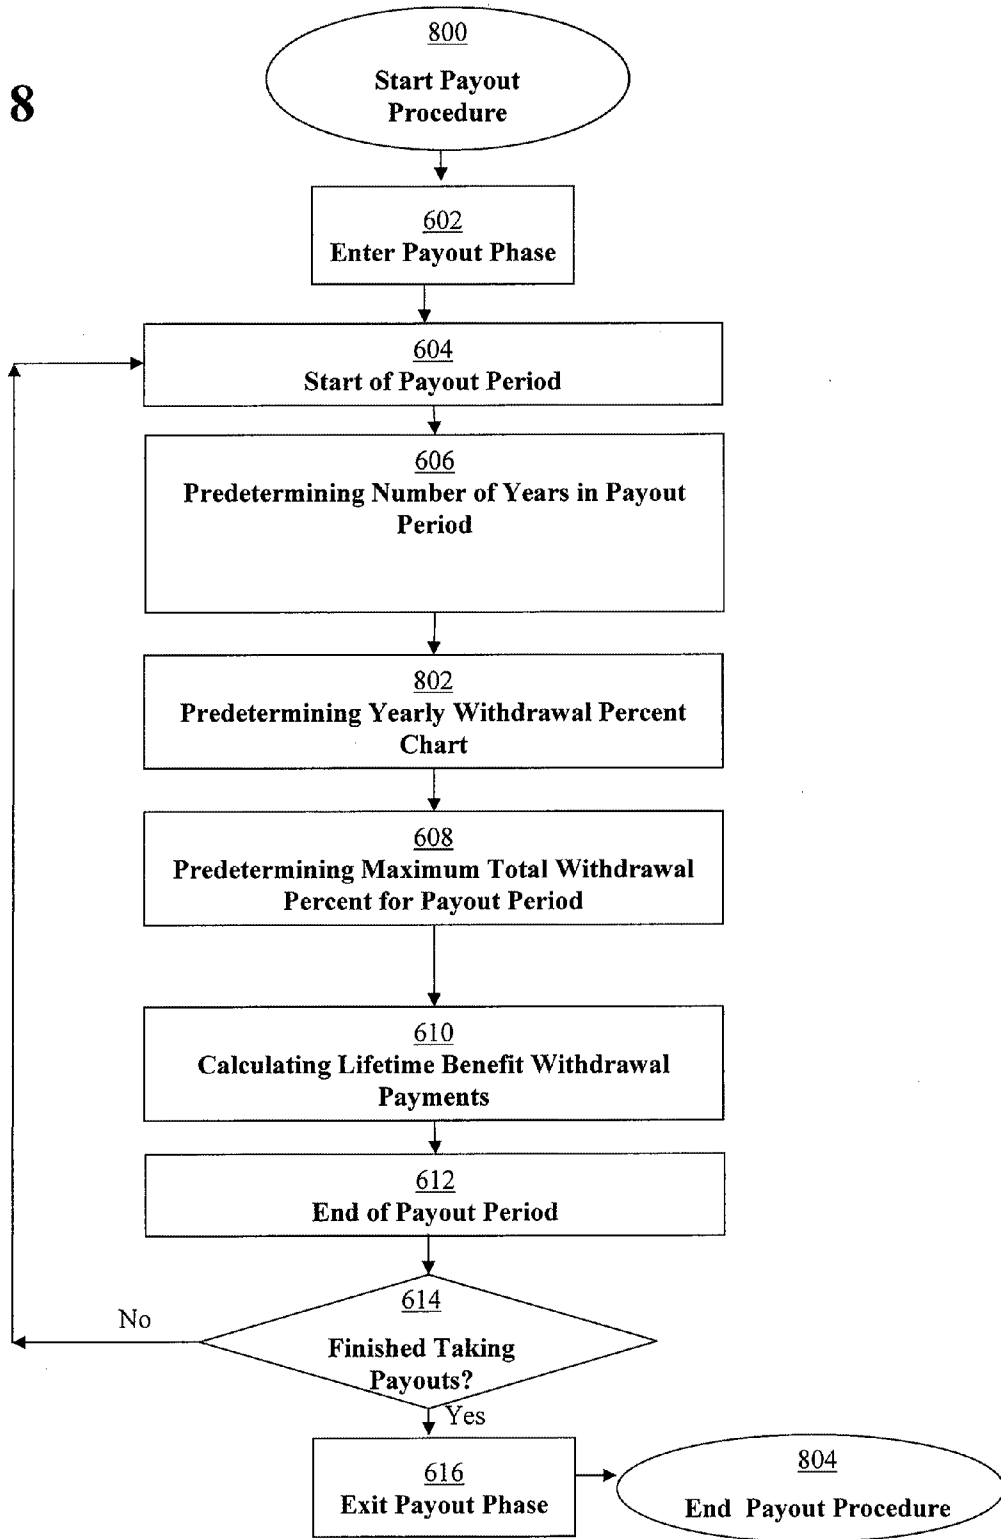 800
Start Payout
Procedure
8
602
Enter Payout Phase
604
Start of Payout Period
606
Predetermining Number of Years in Payout
Period
802
Predetermining Yearly Withdrawal Percent
Chart
608
Predetermining Maximum Total Withdrawal
Percent for Payout Period
610
Calculating Lifetime Benefit Withdrawal
Payments
612
End of Payout Period
614
No
Finished Taking
Payouts?
Yes
616
Exit Payout Phase
804
End Payout Procedure